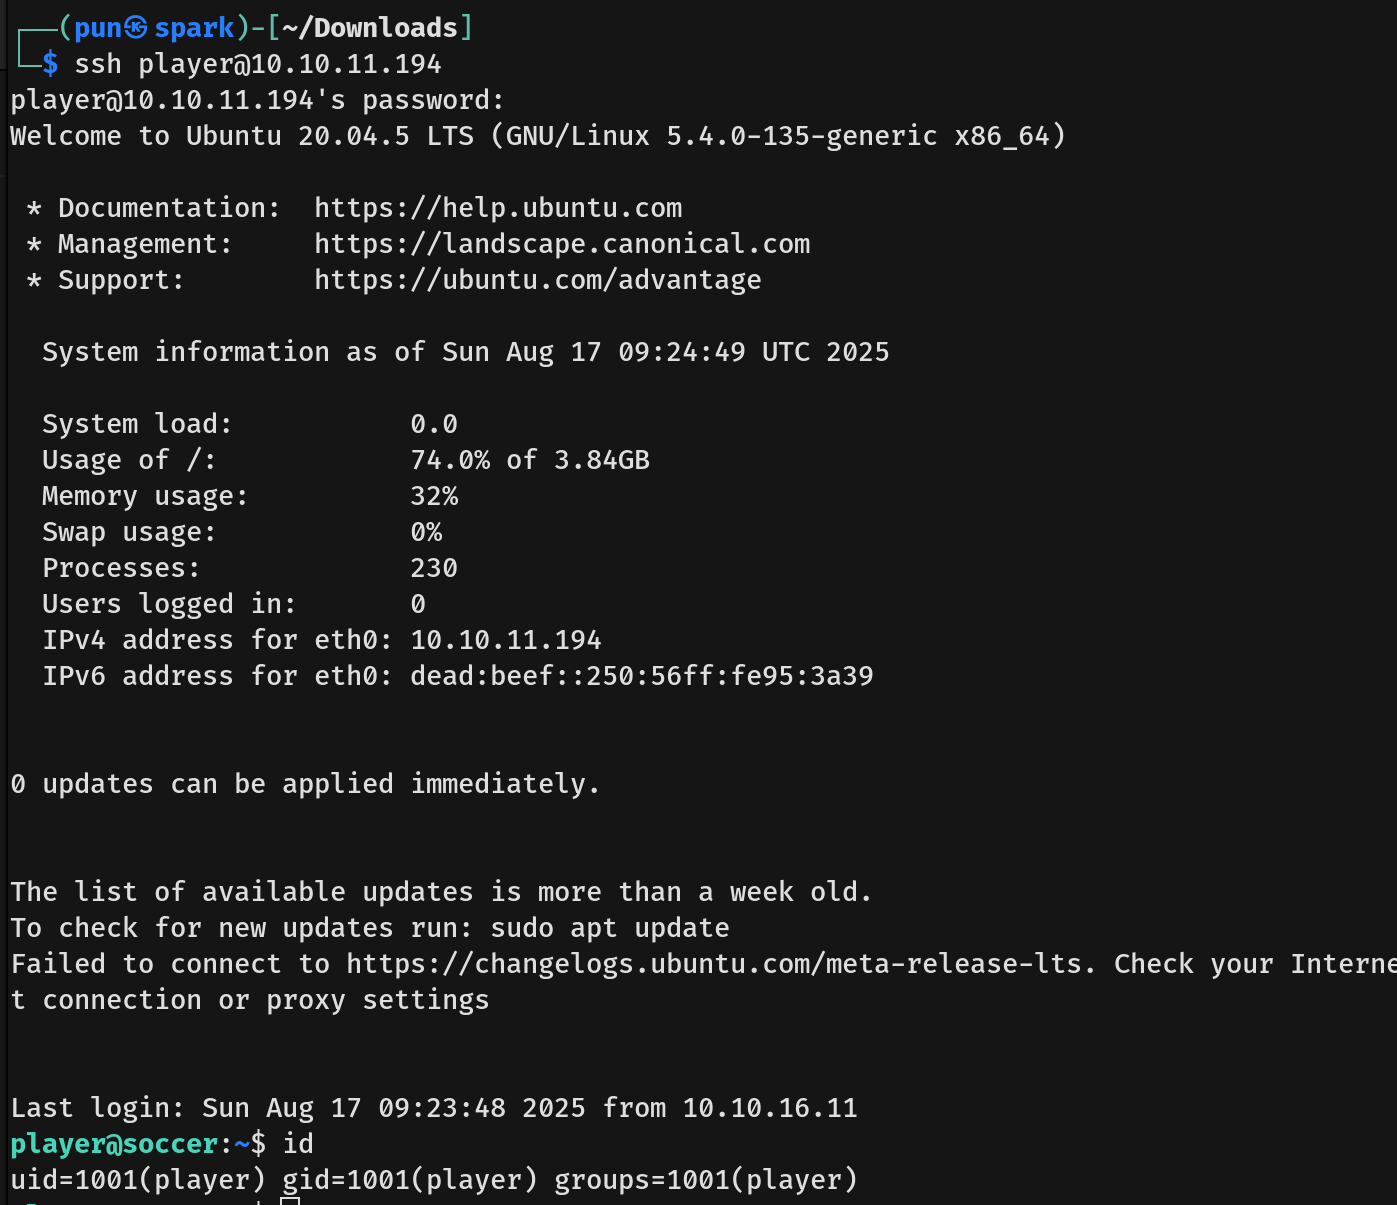 ┌──(pun㉿spark)-[~/Downloads]
└─$ ssh player@10.10.11.194
player@10.10.11.194's password:
Welcome to Ubuntu 20.04.5 LTS (GNU/Linux 5.4.0-135-generic x86_64)
* Documentation:  https://help.ubuntu.com
* Management:     https://landscape.canonical.com
* Support:        https://ubuntu.com/advantage
System information as of Sun Aug 17 09:24:49 UTC 2025
System load:           0.0
Usage of /:            74.0% of 3.84GB
Memory usage:          32%
Swap usage:            0%
Processes:             230
Users logged in:       0
IPv4 address for eth0: 10.10.11.194
IPv6 address for eth0: dead:beef::250:56ff:fe95:3a39
0 updates can be applied immediately.
The list of available updates is more than a week old.
To check for new updates run: sudo apt update
Failed to connect to https://changelogs.ubuntu.com/meta-release-lts. Check your Interne
t connection or proxy settings
Last login: Sun Aug 17 09:23:48 2025 from 10.10.16.11
player@soccer:~$ id
uid=1001(player) gid=1001(player) groups=1001(player)